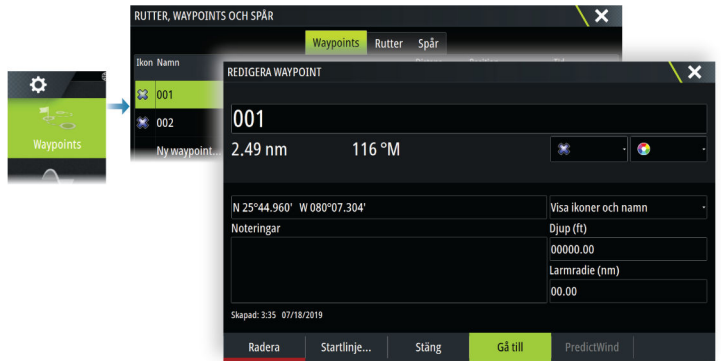 RUTTER, WAYPOINTS OCH SPÅR
Waypoints Rutter Spår
Ikon Namn
001
002
Ny waypoint...
Waypoints
REDIGERA WAYPOINT
001
2.49 nm 116 °M
N 25°44.960' W 080°07.304' Visa ikoner och namn
Noteringar Djup (ft)
00000.00
Larmradie (nm)
00.00
Skapad: 3:35 07/18/2019
Radera Startlinje... Stäng Gå till PredictWind